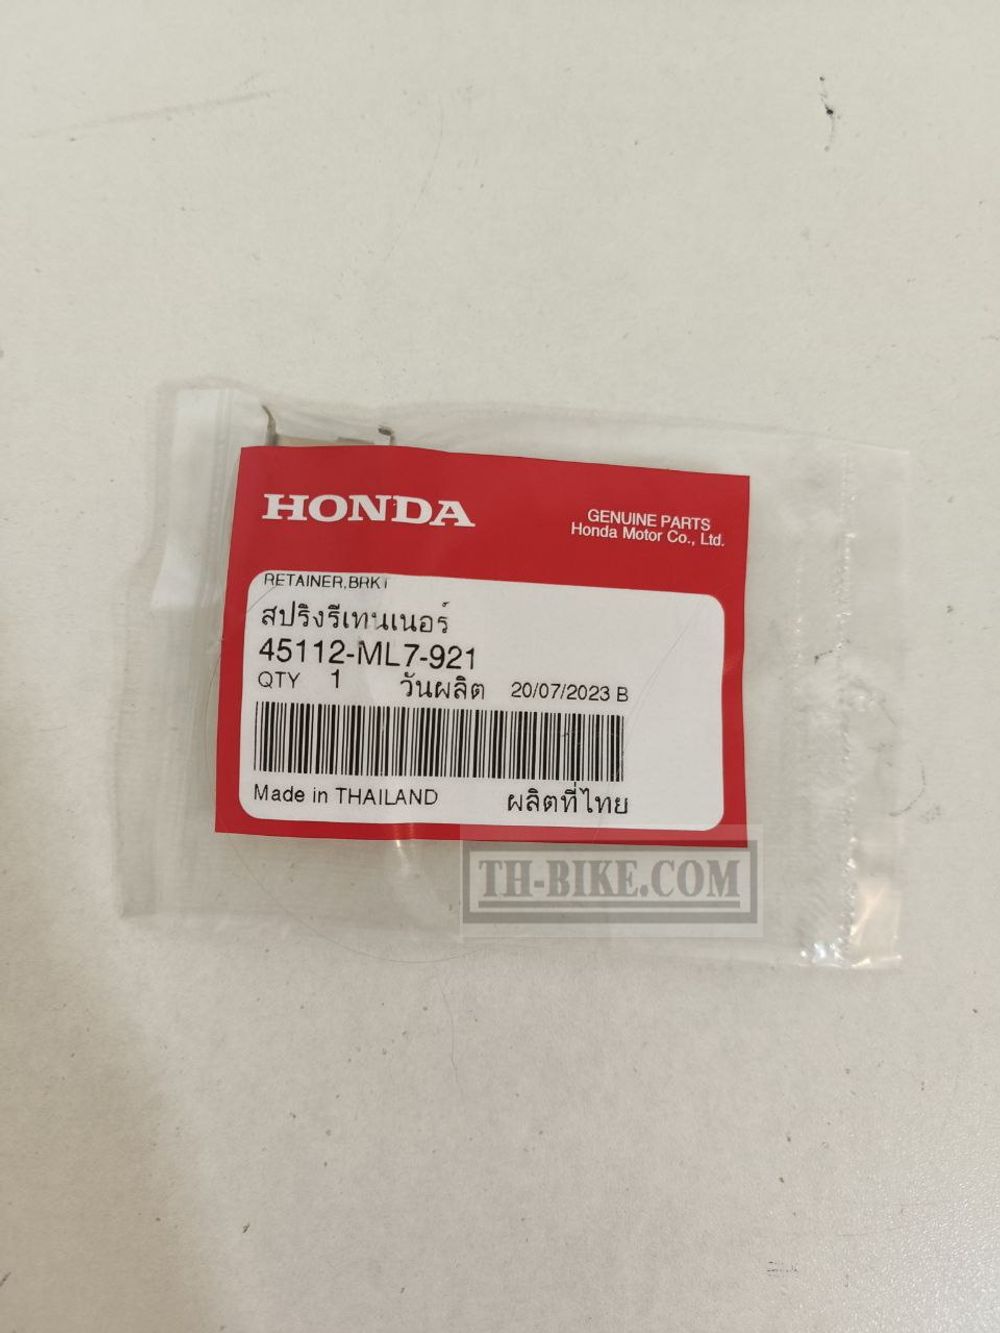 HONDA
GENUINE PARTS
Honda Motor Co., Ltd.
RETAINER,BRKT
สปริงรีเทนเนอร์
45112-ML7-921
QTY 1 วันผลิต 20/07/2023 B
Made in THAILAND ผลิตที่ไทย
TH-BIKE.COM